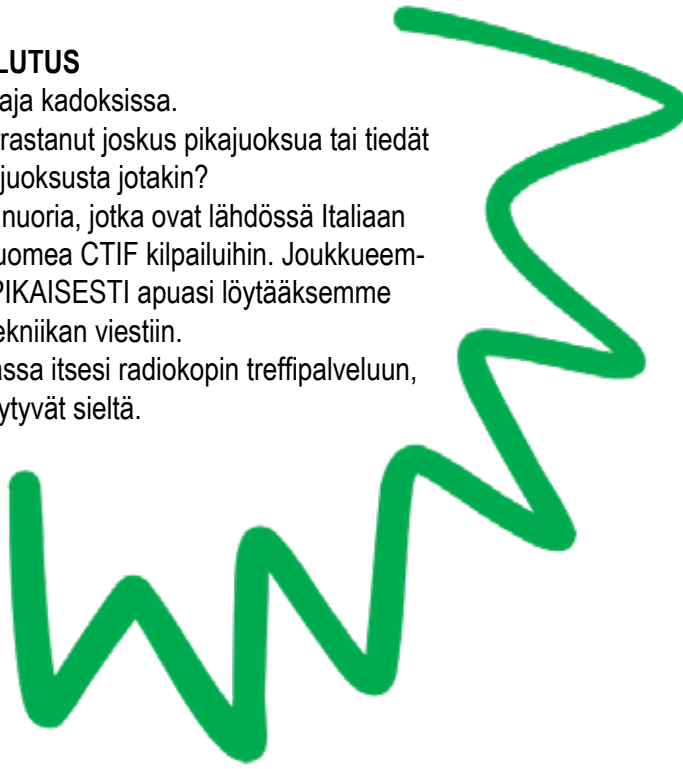 LUTUS
aja kadoksissa.
rastanut joskus pikajuoksua tai tiedät
juoksusta jotakin?
nuoria, jotka ovat lähdössä Italiaan
uomea CTIF kilpailuihin. Joukkueem-
PIKAISESTI apuasi löytääksemme
ekniikan viestiin.
assa itsesi radiokopin treffipalveluun,
ytyvät sieltä.